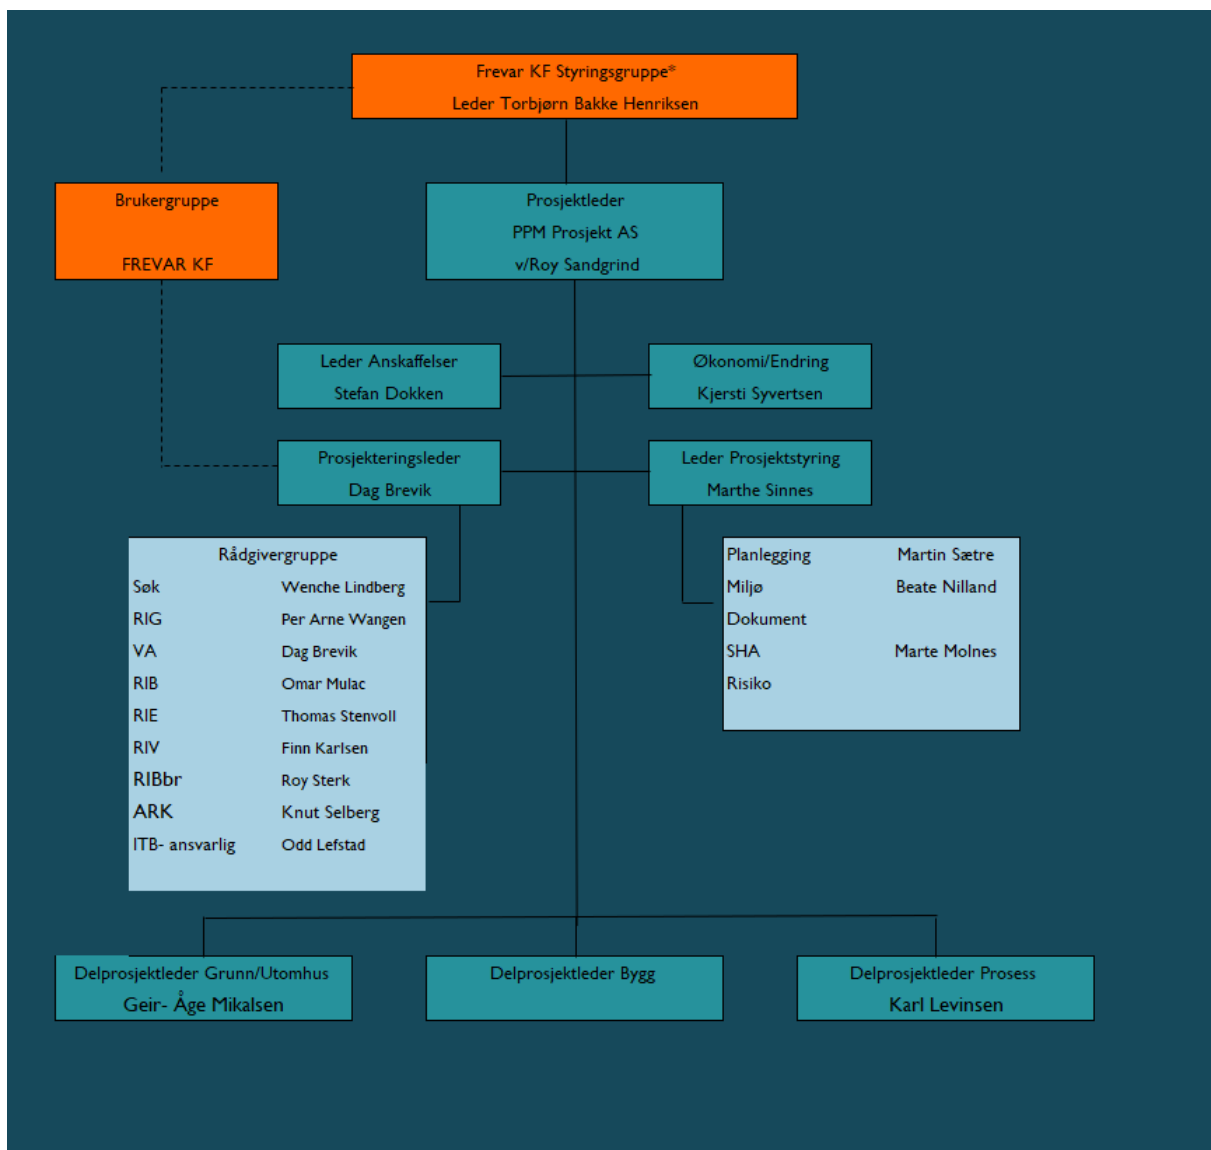 Frevar KF Styringsgruppe*
Leder Torbjørn Bakke Henriksen
Brukergruppe
FREVAR KF
Prosjektleder
PPM Prosjekt AS
v/Roy Sandgrind
Leder Anskaffelser
Stefan Dokken
Økonomi/Endring
Kjersti Syvertsen
Prosjekteringsleder
Dag Brevik
Leder Prosjektstyring
Marthe Sinnes
Rådgivergruppe
Søk Wenche Lindberg
RIG Per Arne Wangen
VA Dag Brevik
RIB Omar Mulac
RIE Thomas Stenvoll
RIV Finn Karlsen
RIBbr Roy Sterk
ARK Knut Selberg
ITB- ansvarlig Odd Lefstad
Planlegging Martin Sætre
Miljø Beate Nilland
Dokument
SHA Marte Molnes
Risiko
Delprosjektleder Grunn/Utomhus
Geir- Åge Mikalsen
Delprosjektleder Bygg
Delprosjektleder Prosess
Karl Levinsen